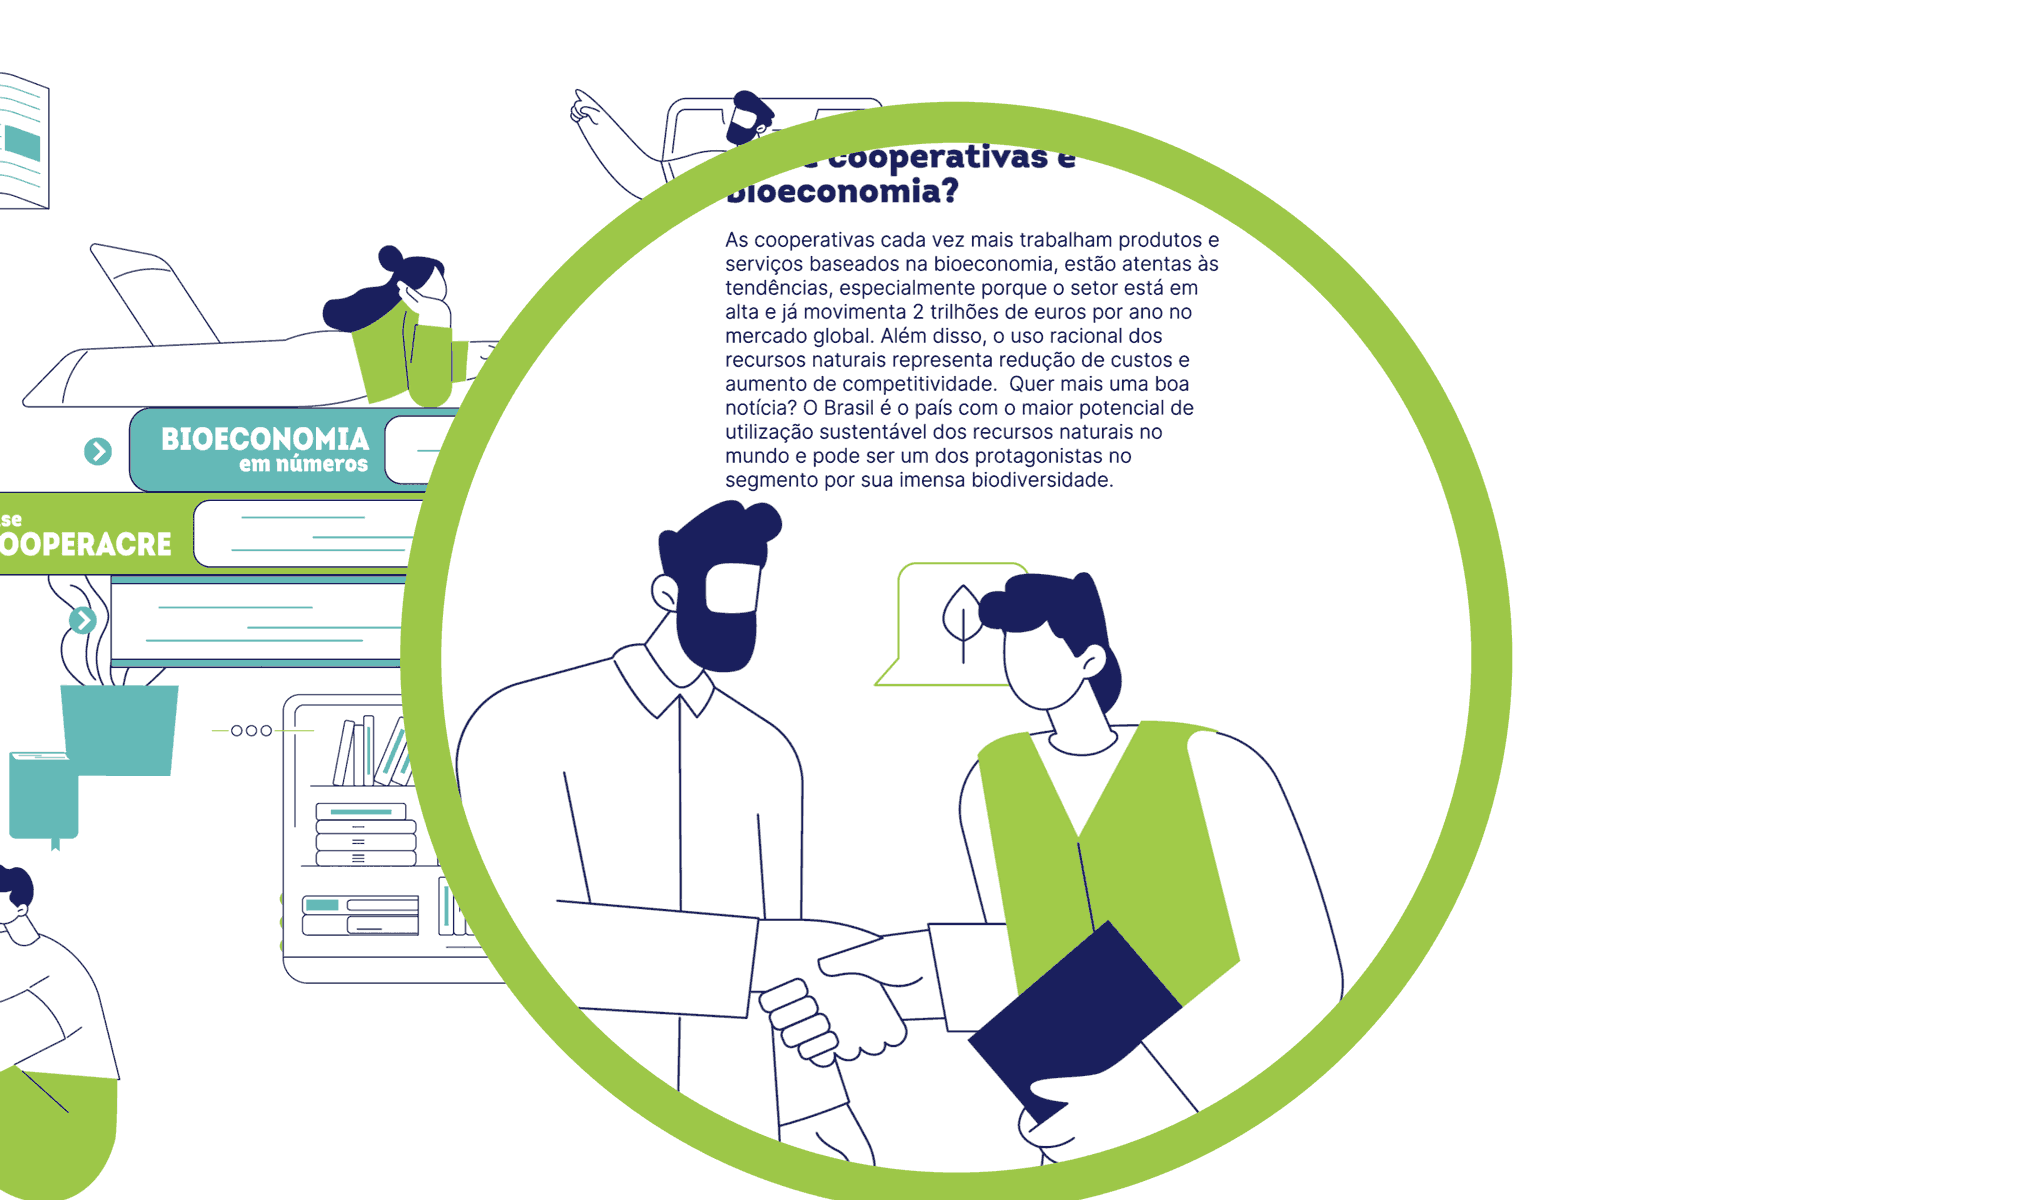 cooperativas e
bioeconomia?
As cooperativas cada vez mais trabalham produtos e
serviços baseados na bioeconomia, estão atentas às
tendências, especialmente porque o setor está em
alta e já movimenta 2 trilhões de euros por ano no
mercado global. Além disso, o uso racional dos
recursos naturais representa redução de custos e
aumento de competitividade.  Quer mais uma boa
notícia? O Brasil é o país com o maior potencial de
utilização sustentável dos recursos naturais no
mundo e pode ser um dos protagonistas no
segmento por sua imensa biodiversidade.
BIOECONOMIA
em números
se
OOPERACRE